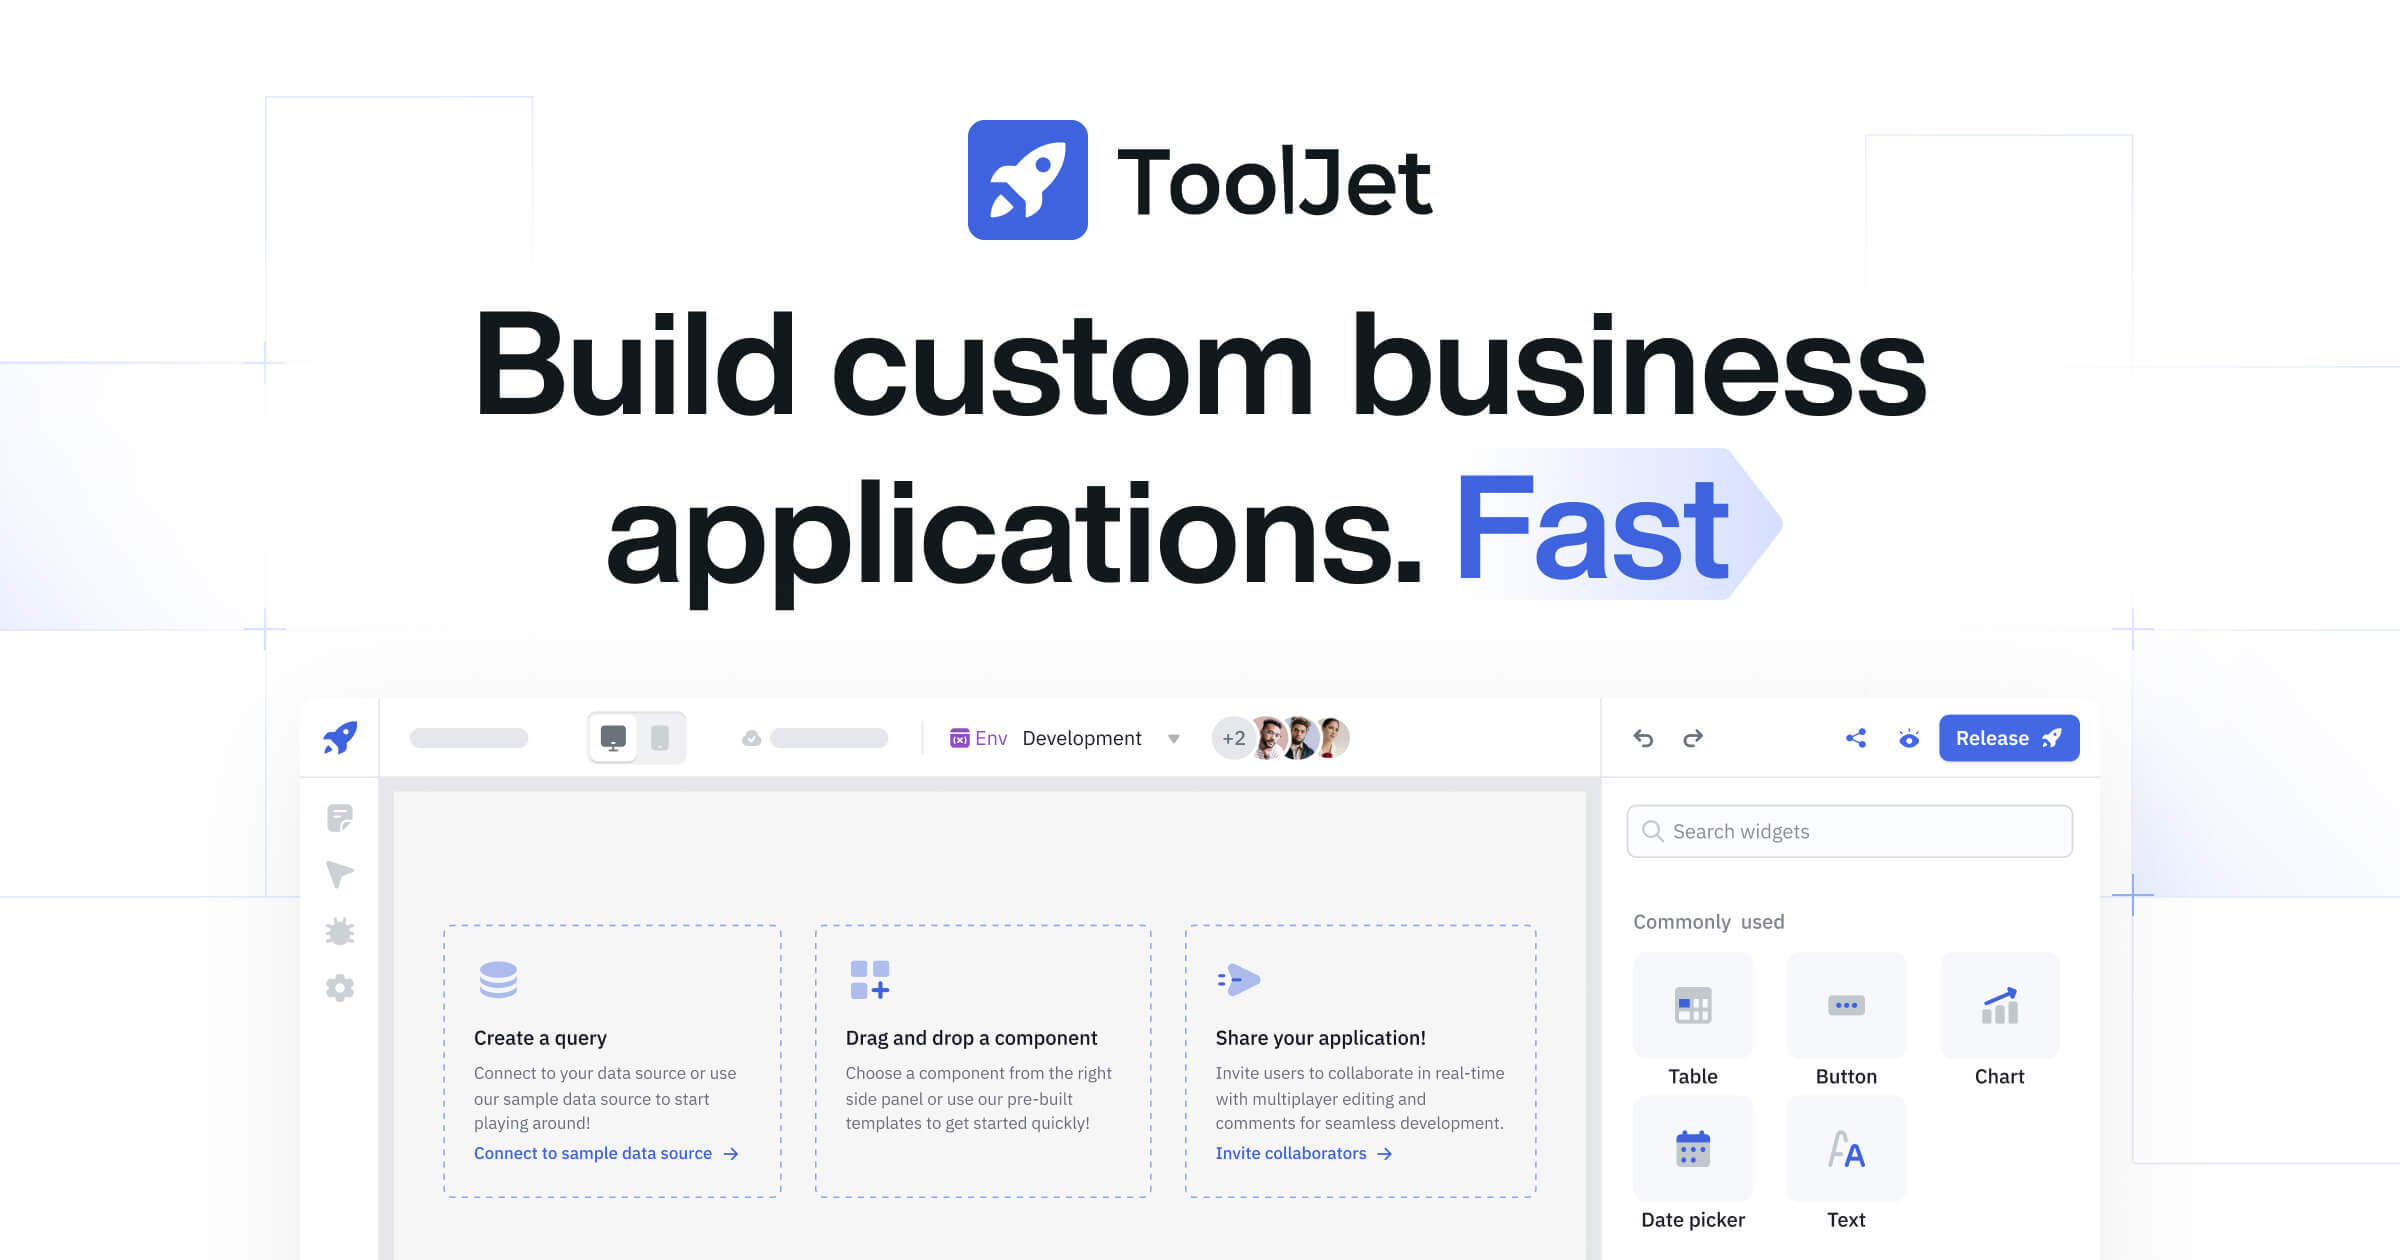 ToolJet
Build custom business
applications. Fast
Env Development
+2
Release
Search widgets
Commonly used
Table
Button
Chart
Date picker
Text
Create a query
Connect to your data source or use
our sample data source to start
playing around!
Connect to sample data source →
Drag and drop a component
Choose a component from the right
side panel or use our pre-built
templates to get started quickly!
Share your application!
Invite users to collaborate in real-time
with multiplayer editing and
comments for seamless development.
Invite collaborators →